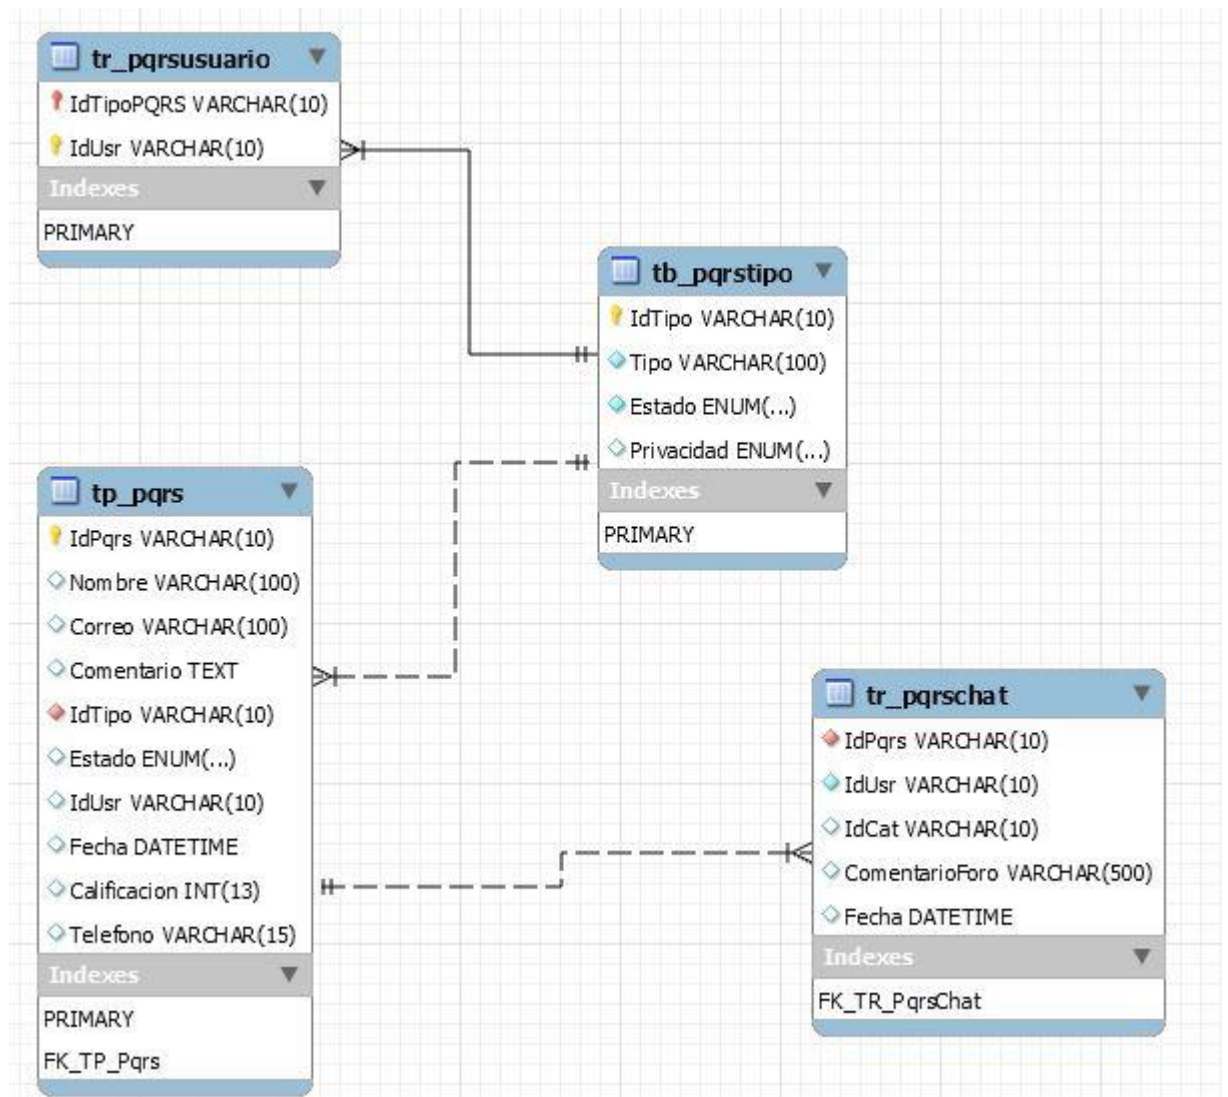 tr_pqrsusuario
IdTipoPQRS VARCHAR(10)
IdUsr VARCHAR(10)
Indexes
PRIMARY
tb_pqrstipo
IdTipo VARCHAR(10)
Tipo VARCHAR(100)
Estado ENUM(...)
Privacidad ENUM(...)
Indexes
PRIMARY
tp_pqrs
IdPqrs VARCHAR(10)
Nombre VARCHAR(100)
Correo VARCHAR(100)
Comentario TEXT
IdTipo VARCHAR(10)
Estado ENUM(...)
IdUsr VARCHAR(10)
Fecha DATETIME
Calificacion INT(13)
Telefono VARCHAR(15)
Indexes
PRIMARY
FK_TP_Pqrs
tr_pqrschat
IdPqrs VARCHAR(10)
IdUsr VARCHAR(10)
IdCat VARCHAR(10)
ComentarioForo VARCHAR(500)
Fecha DATETIME
Indexes
FK_TR_PqrsChat